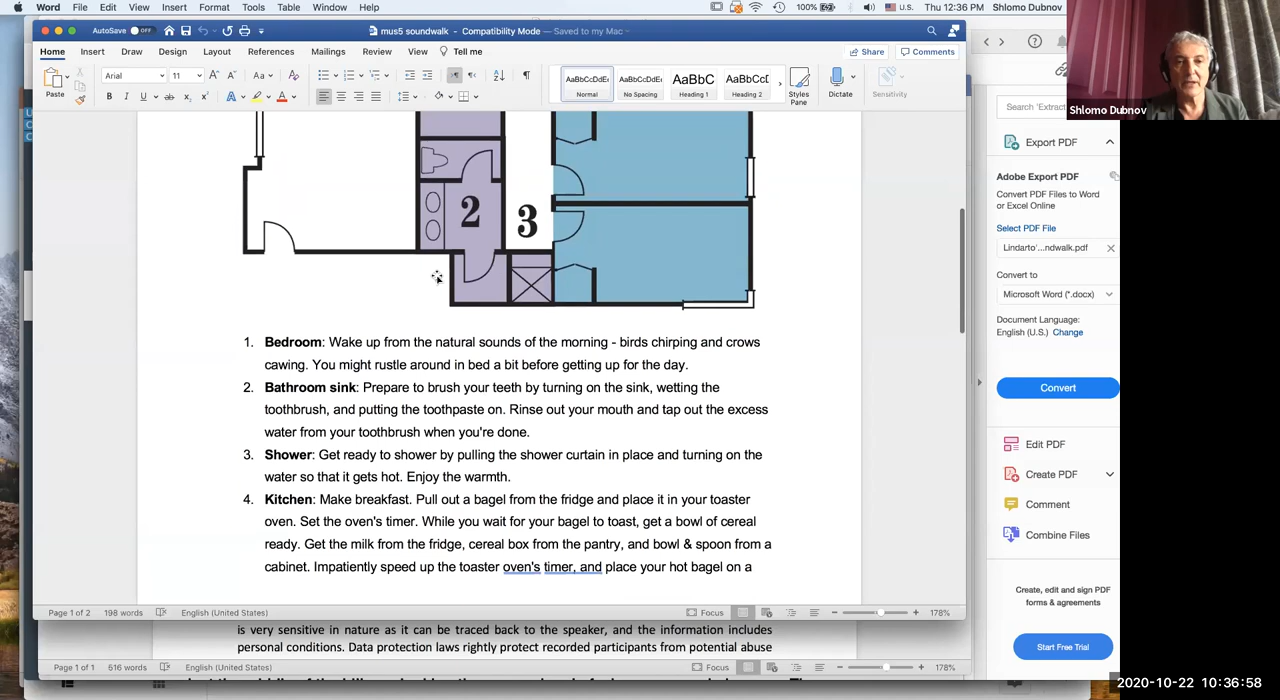 Word File Edit View Insert Format Tools Table Window Help 100% U.S. Thu 12:36 PM Shlomo Dubnov
AutoSave OFF mus5 soundwalk - Compatibility Mode — Saved to my Mac
Home Insert Draw Design Layout References Mailings Review View Tell me Share Comments
Paste Arial 11 AaBbCcDdEe Normal AaBbCcDdEe No Spacing AaBbC Heading 1 AaBbCcD Heading 2 Styles Pane Dictate Sensitivity
Shlomo Dubnov
Search 'Extract
Export PDF
Adobe Export PDF
Convert PDF Files to Word
or Excel Online
Select PDF File
Lindarto'...ndwalk.pdf
Convert to
Microsoft Word (*.docx)
Document Language:
English (U.S.) Change
Convert
Edit PDF
Create PDF
Comment
Combine Files
Create, edit and sign PDF
forms & agreements
Start Free Trial
2 3
1. Bedroom: Wake up from the natural sounds of the morning - birds chirping and crows
cawing. You might rustle around in bed a bit before getting up for the day.
2. Bathroom sink: Prepare to brush your teeth by turning on the sink, wetting the
toothbrush, and putting the toothpaste on. Rinse out your mouth and tap out the excess
water from your toothbrush when you're done.
3. Shower: Get ready to shower by pulling the shower curtain in place and turning on the
water so that it gets hot. Enjoy the warmth.
4. Kitchen: Make breakfast. Pull out a bagel from the fridge and place it in your toaster
oven. Set the oven's timer. While you wait for your bagel to toast, get a bowl of cereal
ready. Get the milk from the fridge, cereal box from the pantry, and bowl & spoon from a
cabinet. Impatiently speed up the toaster oven's timer, and place your hot bagel on a
Page 1 of 2 198 words English (United States) Focus 178%
is very sensitive in nature as it can be traced back to the speaker, and the information includes
personal conditions. Data protection laws rightly protect recorded participants from potential abuse
Page 1 of 1 616 words English (United States) Focus 178%
2020-10-22 10:36:58